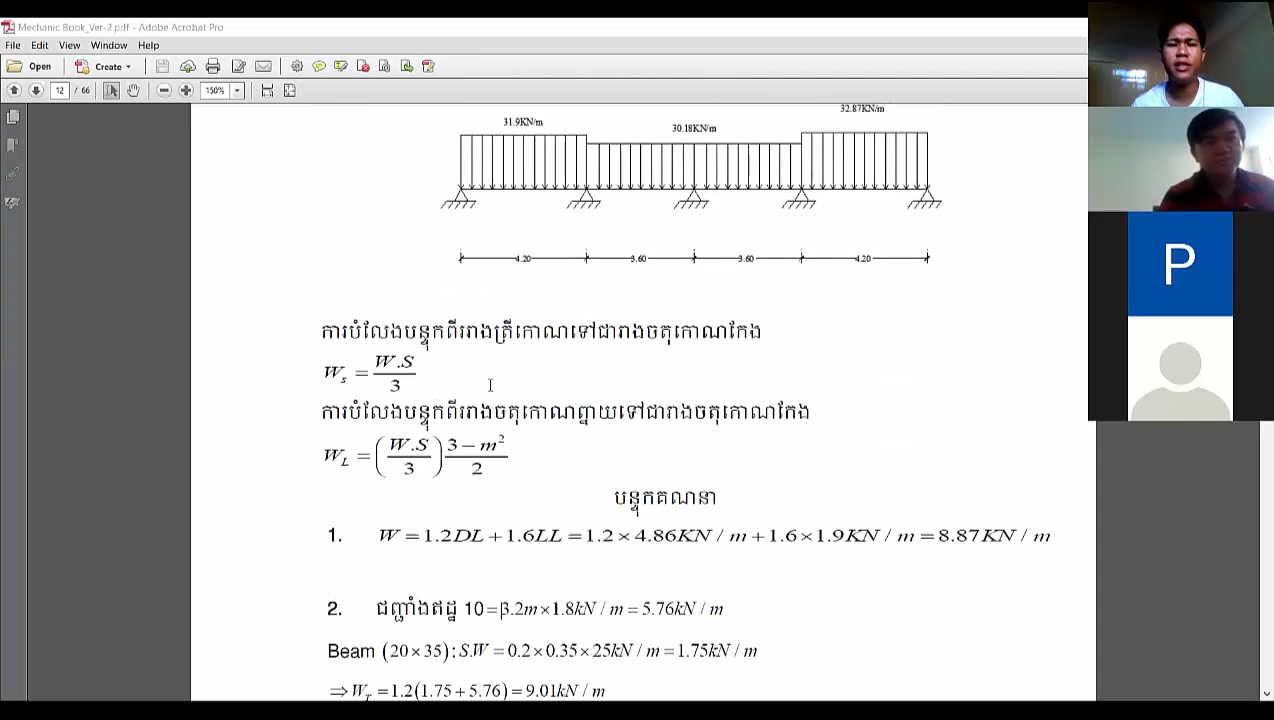 Mechanic Book_Ver-2.pdf - Adobe Acrobat Pro
File Edit View Window Help
Open Create
12 / 66 150%
32.87KN/m
31.9KN/m
30.18KN/m
4.20 3.60 3.60 4.20
ការបំលែងបន្ទុកពីររាងត្រីកោណទៅជារាងចតុកោណកែង
W_s = W.S / 3
ការបំលែងបន្ទុកពីររាងចតុកោណព្នាយទៅជារាងចតុកោណកែង
W_L = (W.S / 3) (3 − m²) / 2
បន្ទុកគណនា
1. W = 1.2DL + 1.6LL = 1.2 × 4.86KN / m + 1.6 × 1.9KN / m = 8.87KN / m
2. ជញ្ជាំងឥដ្ឋ 10 = 3.2m × 1.8kN / m = 5.76kN / m
Beam (20 × 35) : S.W = 0.2 × 0.35 × 25kN / m = 1.75kN / m
⇒ W_T = 1.2(1.75 + 5.76) = 9.01kN / m
P